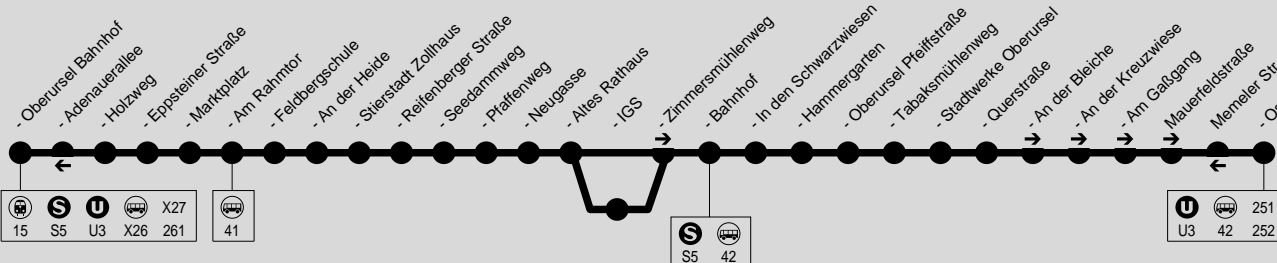 - Oberursel Bahnhof
- Adenauerallee
- Holzweg
- Eppsteiner Straße
- Marktplatz
- Am Rahmtor
- Feldbergschule
- An der Heide
- Stierstadt Zollhaus
- Reifenberger Straße
- Seedammweg
- Pfaffenweg
- Neugasse
- Altes Rathaus
- IGS
- Zimmersmühlenweg
- Bahnhof
- In den Schwarzwiesen
- Hammergarten
- Oberursel Pfeiffstraße
- Tabaksmühlenweg
- Stadtwerke Oberursel
- Querstraße
- An der Bleiche
- An der Kreuzwiese
- Am Gaßgang
Mauerfeldstraße
Memeler Str
S U X27
15 S5 U3 X26 261
41
S
S5 42
U 251
U3 42 252